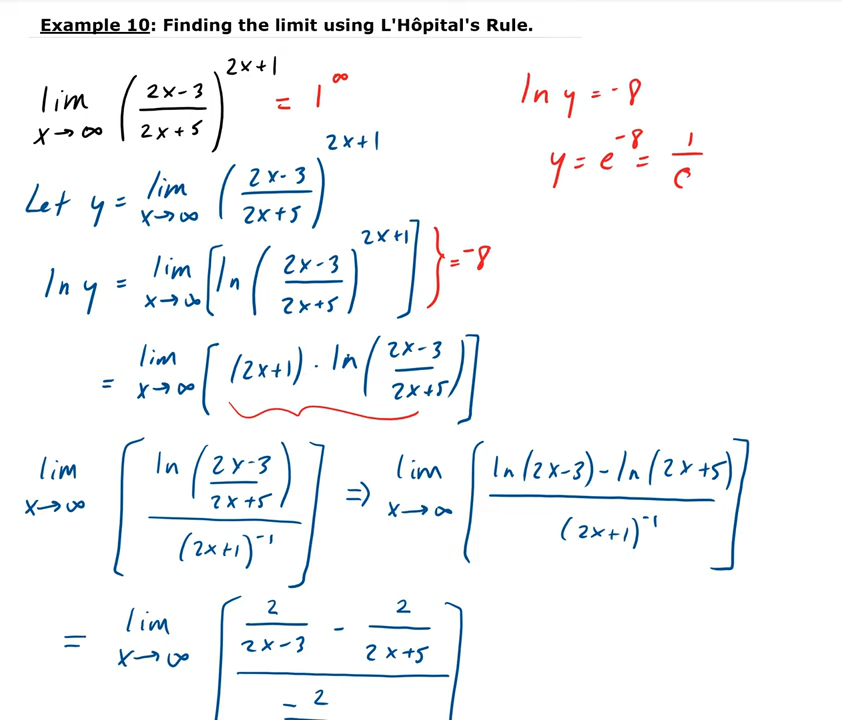 Example 10: Finding the limit using L'Hôpital's Rule.
lim x→∞ ((2x-3)/(2x+5))^(2x+1) = 1^∞
ln y = -8
y = e^-8 = 1/e
Let y = lim x→∞ ((2x-3)/(2x+5))^(2x+1)
ln y = lim x→∞ [ln((2x-3)/(2x+5))^(2x+1)] } = -8
= lim x→∞ [(2x+1) · ln((2x-3)/(2x+5))]
lim x→∞ [ln((2x-3)/(2x+5))/(2x+1)^-1] ⇒ lim x→∞ [ln(2x-3)-ln(2x+5)/(2x+1)^-1]
= lim x→∞ [2/(2x-3) - 2/(2x+5)
-2